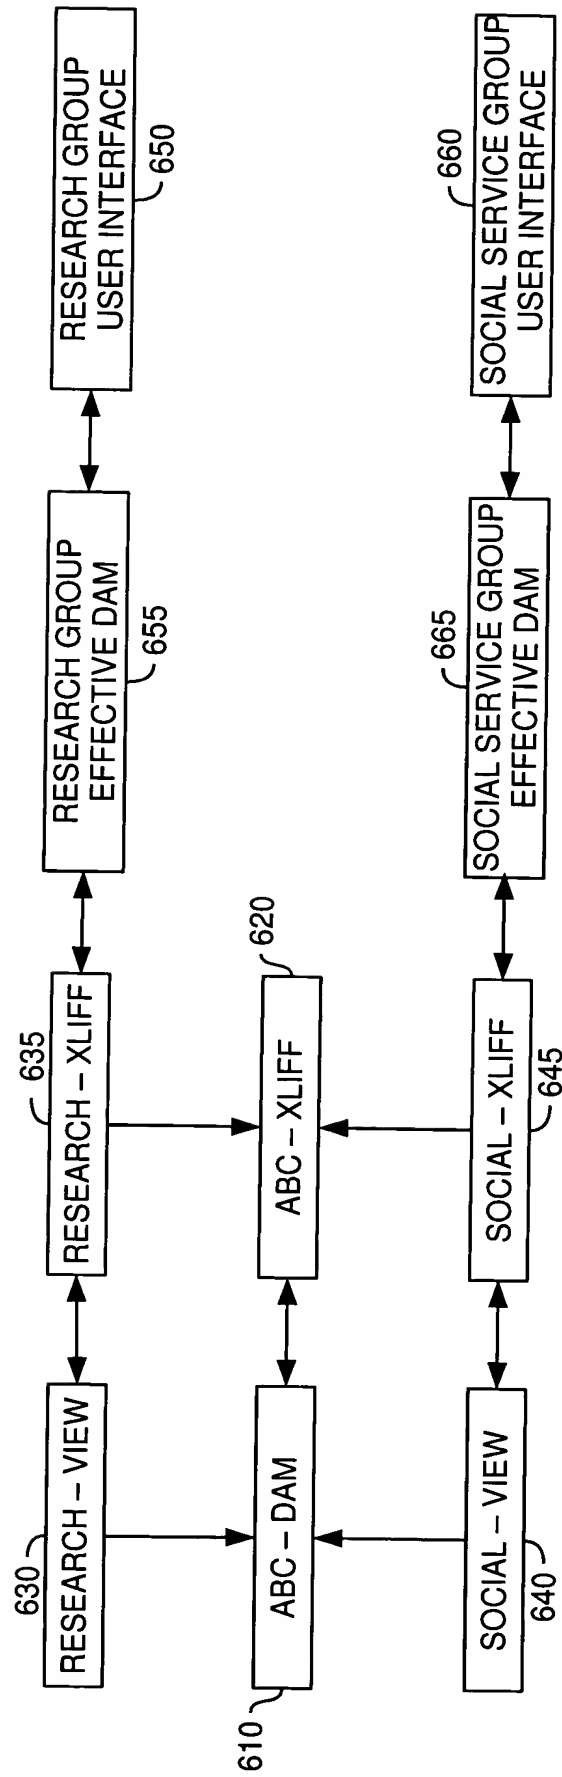 630
RESEARCH – VIEW
635
RESEARCH – XLIFF
RESEARCH GROUP
EFFECTIVE DAM
655
RESEARCH GROUP
USER INTERFACE
650
610
ABC – DAM
ABC – XLIFF
620
SOCIAL – VIEW
640
SOCIAL – XLIFF
645
665
SOCIAL SERVICE GROUP
EFFECTIVE DAM
660
SOCIAL SERVICE GROUP
USER INTERFACE